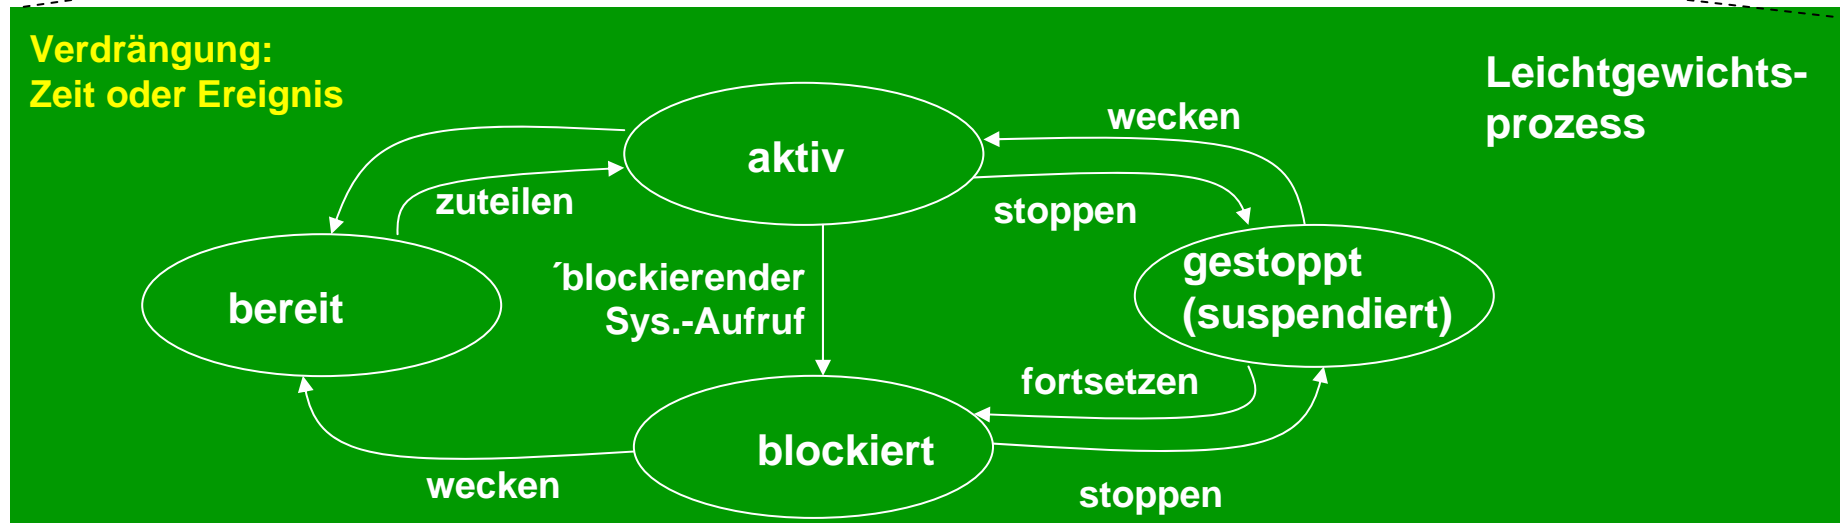 Verdrängung:
Zeit oder Ereignis
Leichtgewichts-
prozess
wecken
aktiv
zuteilen
stoppen
´blockierender
Sys.-Aufruf
gestoppt
(suspendiert)
bereit
fortsetzen
blockiert
wecken
stoppen